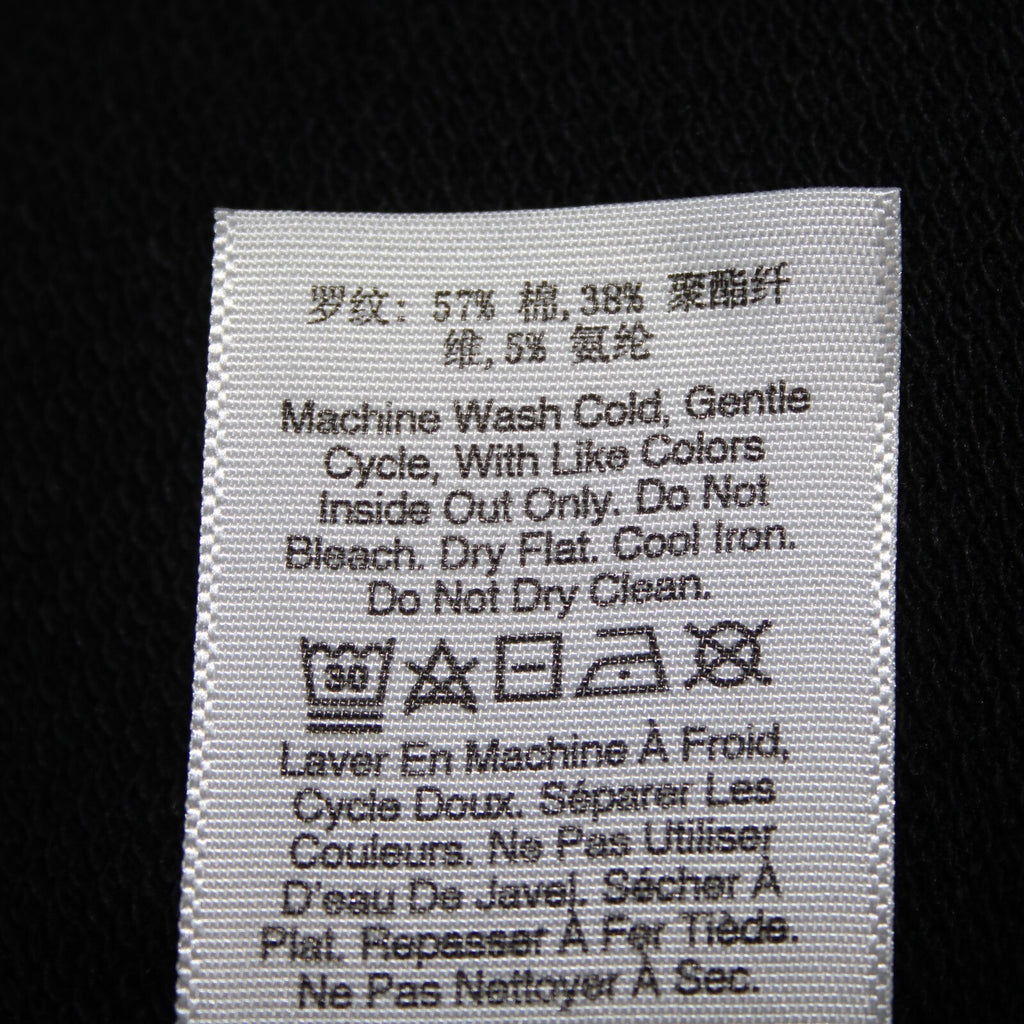 罗纹: 57% 棉,38% 聚酯纤
维,5% 氨纶
Machine Wash Cold, Gentle
Cycle, With Like Colors
Inside Out Only. Do Not
Bleach. Dry Flat. Cool Iron.
Do Not Dry Clean.
30
Laver En Machine À Froid,
Cycle Doux. Séparer Les
Couleurs. Ne Pas Utiliser
D'eau De Javel. Sécher À
Plat. Repasser À Fer Tiède.
Ne Pas Nettoyer À Sec.